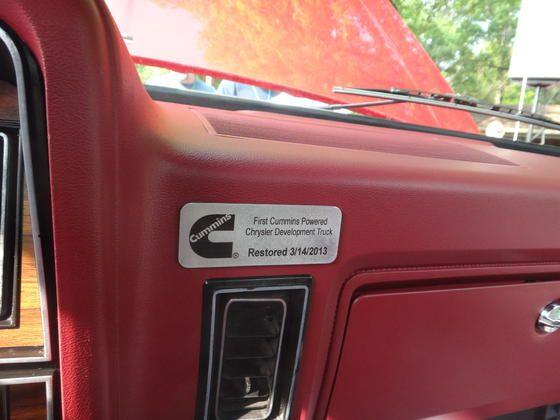 Cummins
®
First Cummins Powered
Chrysler Development Truck
Restored 3/14/2013